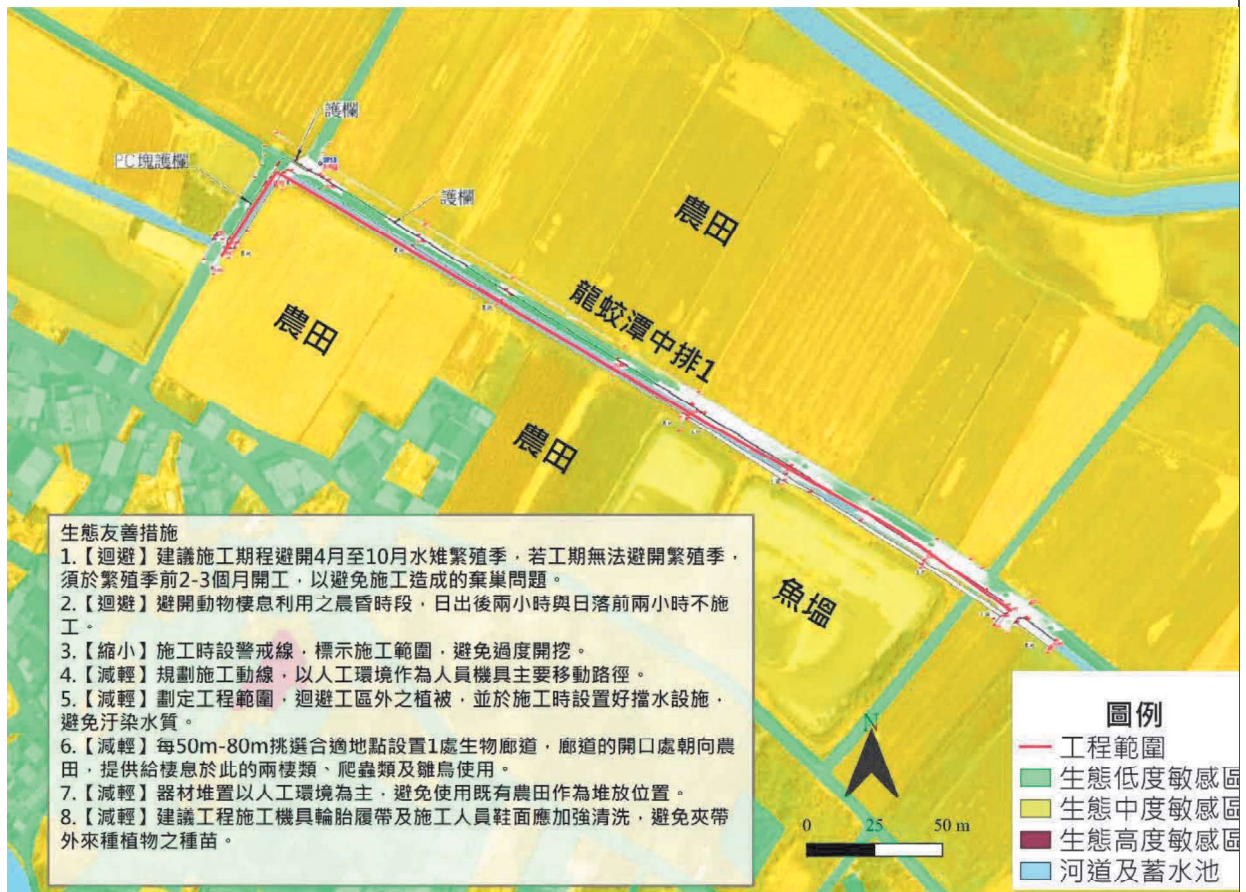 護欄
PC塊護欄
護欄
農田
農田
龍蛟潭中排1
農田
魚塭
生態友善措施
1.【迴避】建議施工期程避開4月至10月水雉繁殖季，若工期無法避開繁殖季，
須於繁殖季前2-3個月開工，以避免施工造成的棄巢問題。
2.【迴避】避開動物棲息利用之晨昏時段，日出後兩小時與日落前兩小時不施
工。
3.【縮小】施工時設警戒線，標示施工範圍，避免過度開挖。
4.【減輕】規劃施工動線，以人工環境作為人員機具主要移動路徑。
5.【減輕】劃定工程範圍，迴避工區外之植被，並於施工時設置好擋水設施，
避免汙染水質。
6.【減輕】每50m-80m挑選合適地點設置1處生物廊道，廊道的開口處朝向農
田，提供給棲息於此的兩棲類、爬蟲類及雛鳥使用。
7.【減輕】器材堆置以人工環境為主，避免使用既有農田作為堆放位置。
8.【減輕】建議工程施工機具輪胎履帶及施工人員鞋面應加強清洗，避免夾帶
外來種植物之種苗。
N
0 25 50 m
圖例
工程範圍
生態低度敏感區
生態中度敏感區
生態高度敏感區
河道及蓄水池